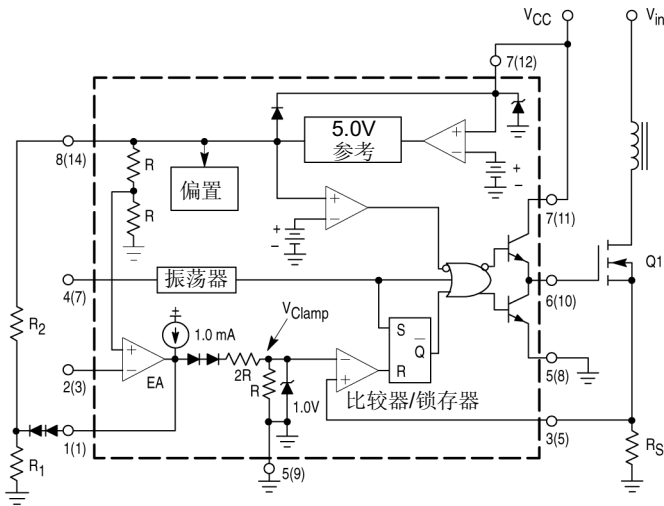 VCC
Vin
7(12)
5.0V
参考
+
−
+
−
8(14)
R
偏置
R
+
−
+
−
7(11)
振荡器
4(7)
Q1
6(10)
VClamp
R2
1.0 mA
S
Q
R
+
−
EA
2R
−
+
2(3)
R
1.0V
5(8)
比较器/锁存器
1(1)
3(5)
R1
5(9)
RS